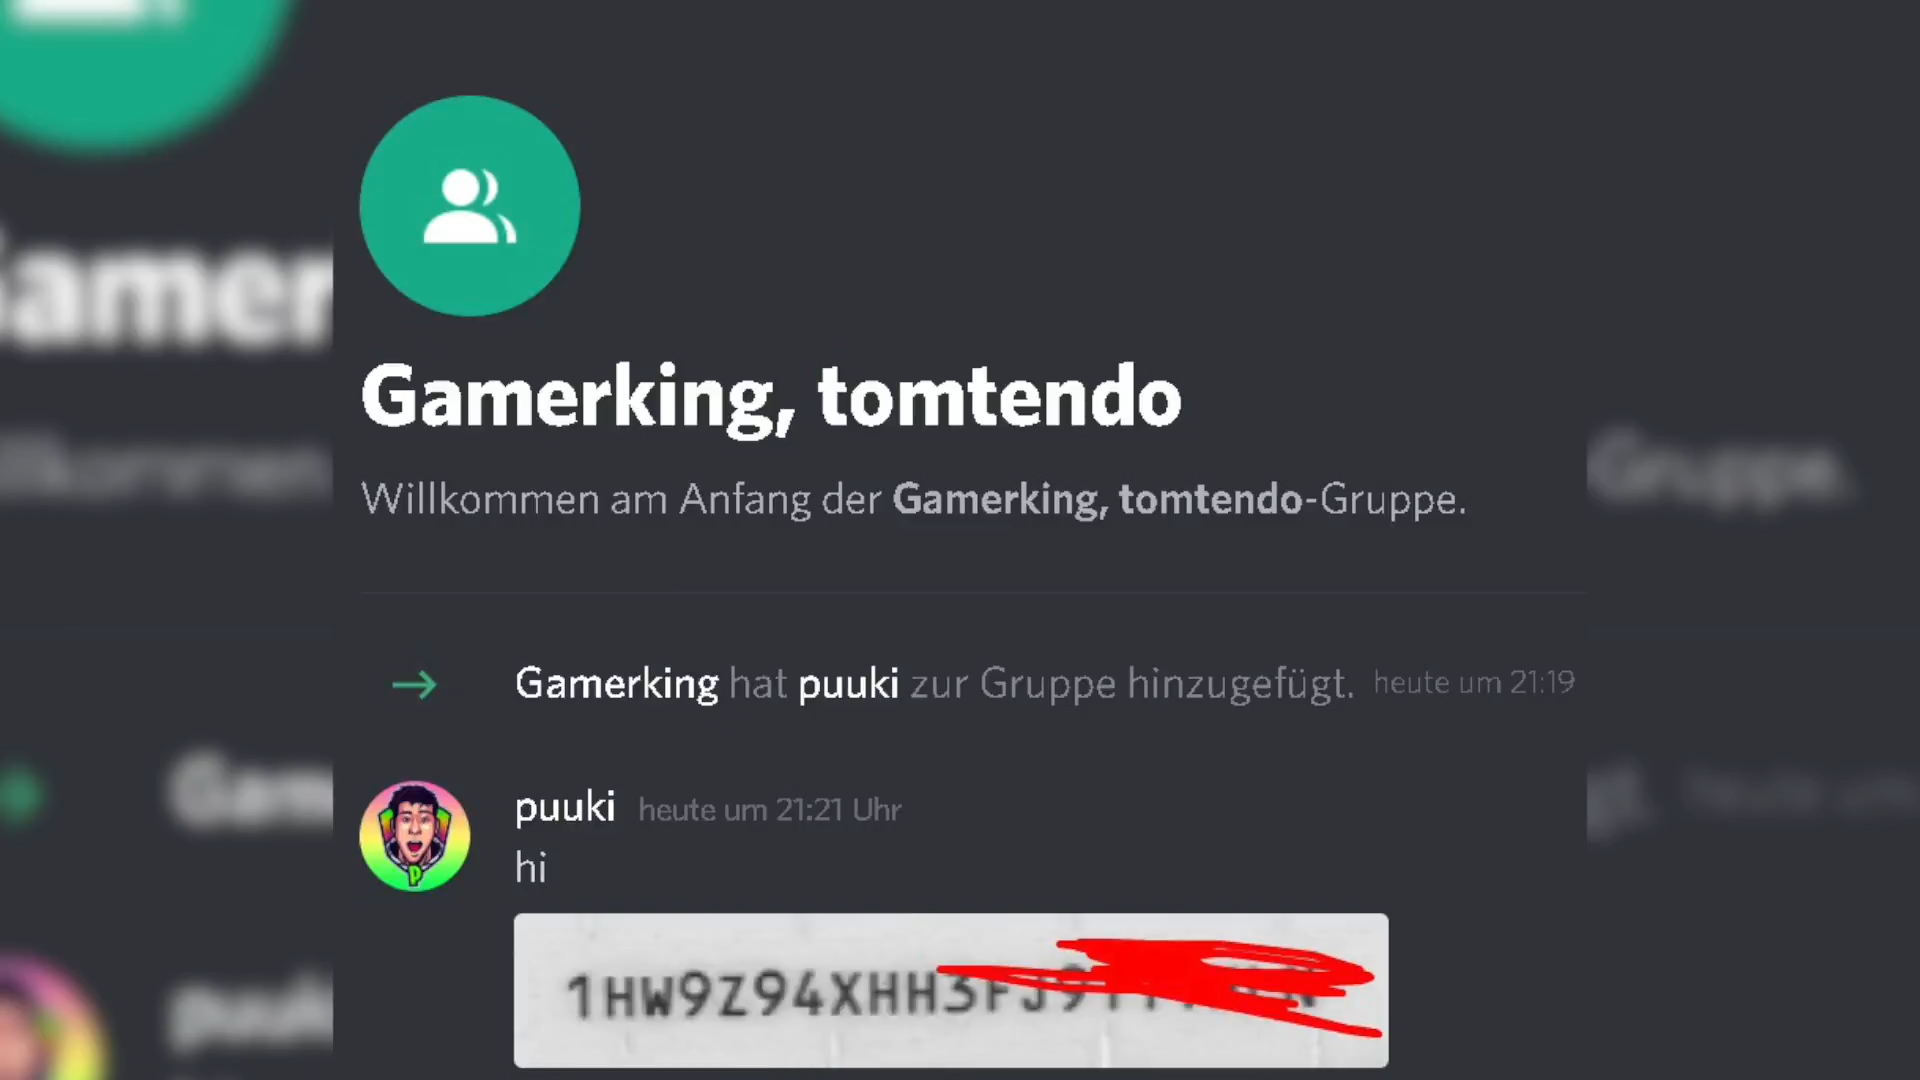 Gamerking, tomtendo
Willkommen am Anfang der Gamerking, tomtendo-Gruppe.
Gamerking hat puuki zur Gruppe hinzugefügt. heute um 21:19
puuki heute um 21:21 Uhr
hi